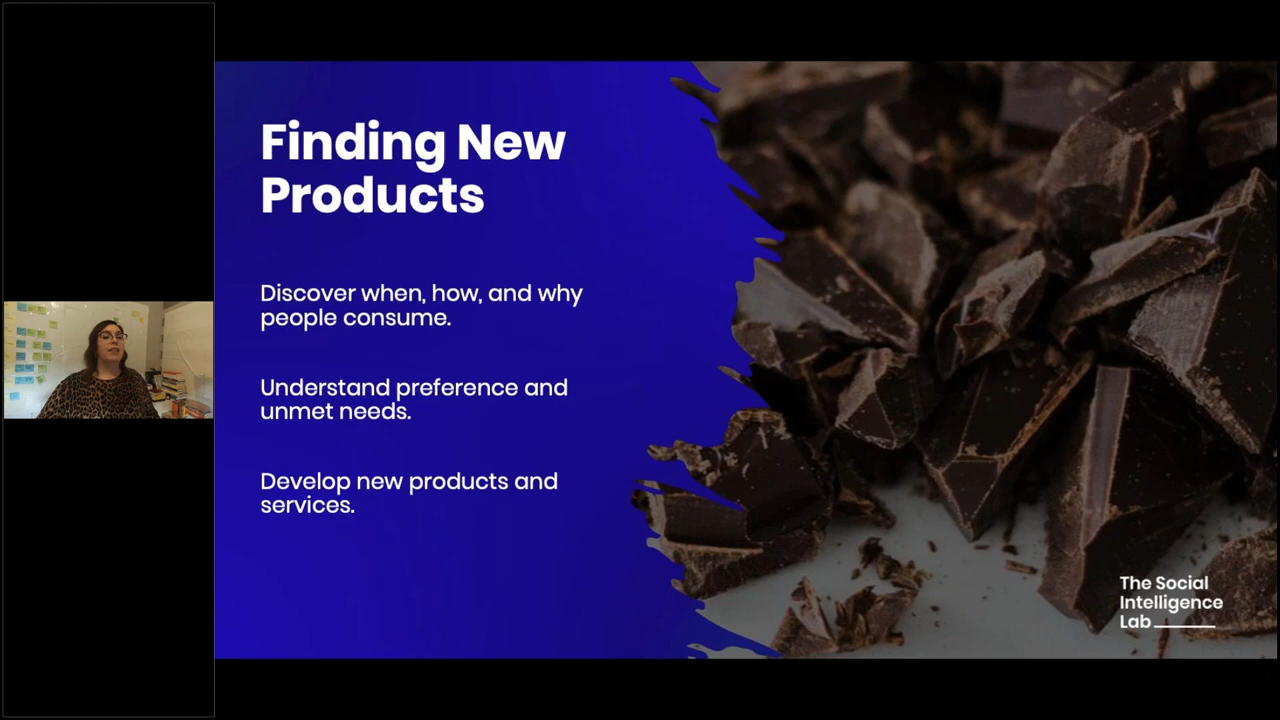 Finding New
Products
Discover when, how, and why
people consume.
Understand preference and
unmet needs.
Develop new products and
services.
The Social
Intelligence
Lab